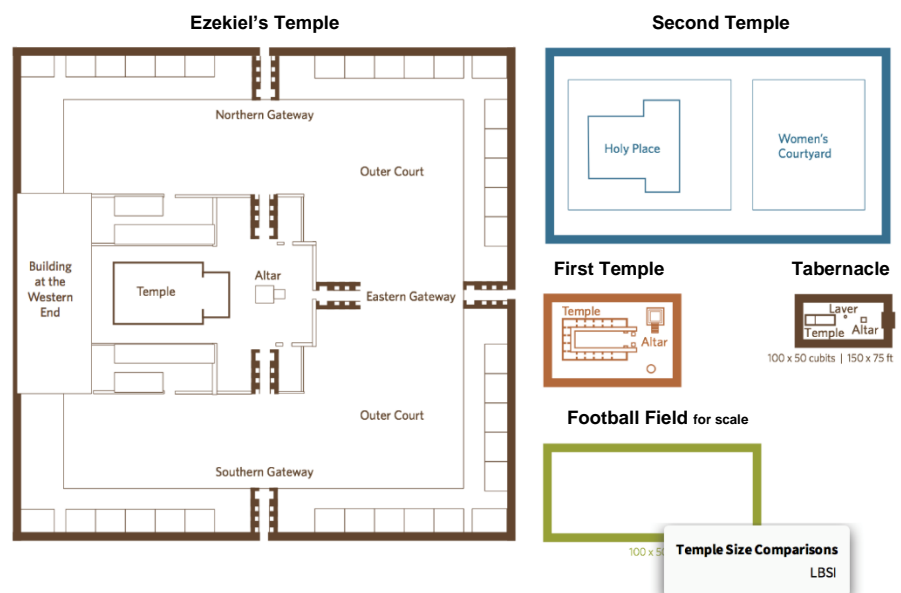 Ezekiel's Temple
Northern Gateway
Outer Court
Building
at the
Western
End
Temple
Altar
Eastern Gateway
Outer Court
Southern Gateway
Second Temple
Holy Place
Women's
Courtyard
First Temple
Temple
Altar
Tabernacle
Laver
Temple
Altar
100 x 50 cubits | 150 x 75 ft
Football Field for scale
100 x
Temple Size Comparisons
LBSI